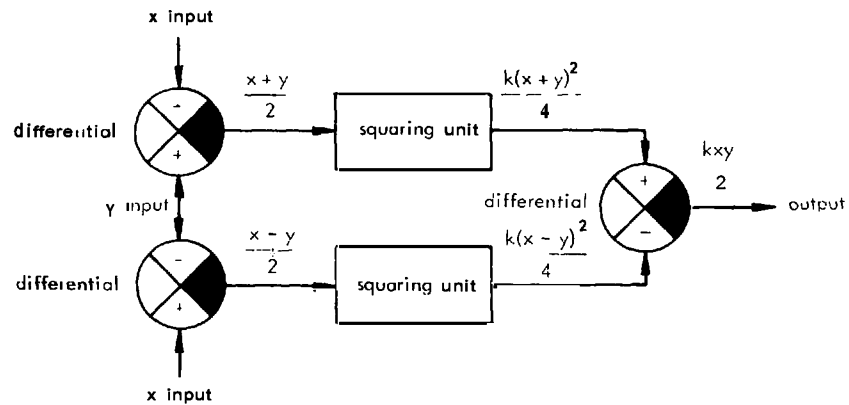 x input
x + y
2
k(x + y)²
4
-
differential
squaring unit
+
kxy
2
y input
differential
+
output
-
x - y
2
k(x - y)²
4
-
differential
squaring unit
+
x input